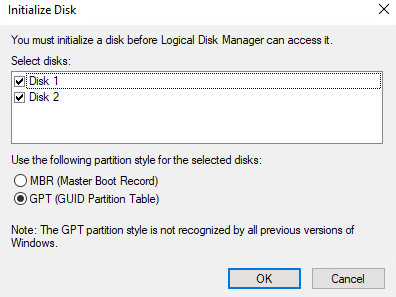 Initialize Disk
You must initialize a disk before Logical Disk Manager can access it.
Select disks:
Disk 1
Disk 2
Use the following partition style for the selected disks:
MBR (Master Boot Record)
GPT (GUID Partition Table)
Note: The GPT partition style is not recognized by all previous versions of
Windows.
OK
Cancel